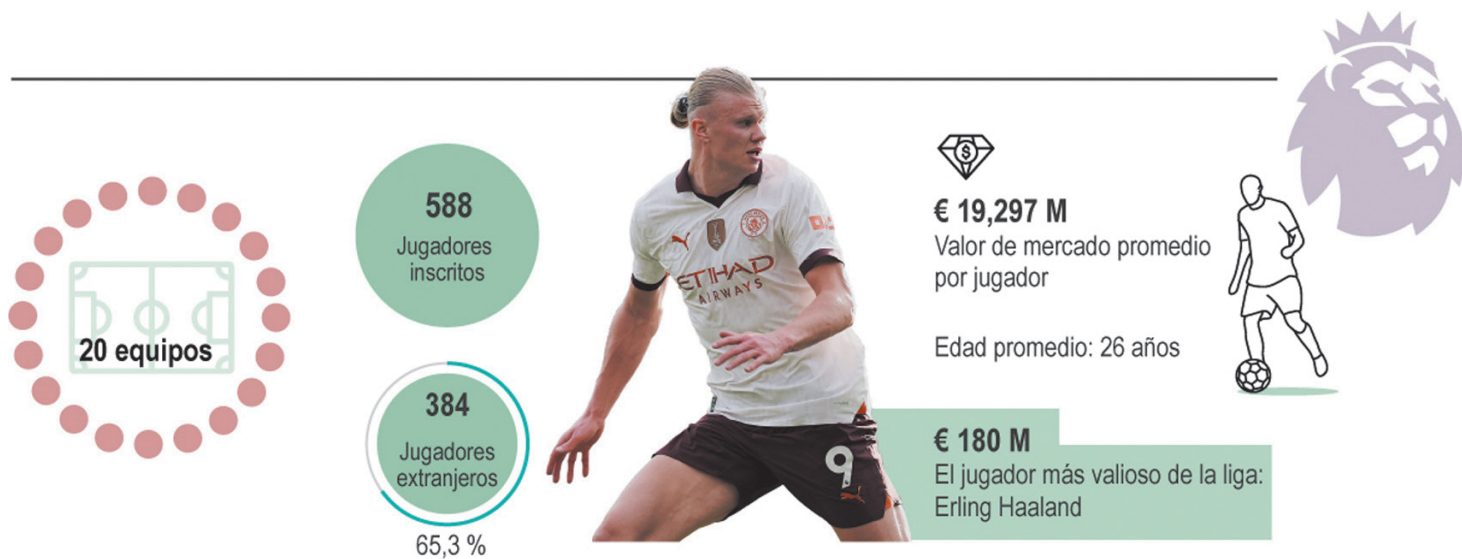 20 equipos
588
Jugadores
inscritos
384
Jugadores
extranjeros
65,3 %
ETIHAD
AIRWAYS
9
$
€ 19,297 M
Valor de mercado promedio
por jugador
Edad promedio: 26 años
€ 180 M
El jugador más valioso de la liga:
Erling Haaland